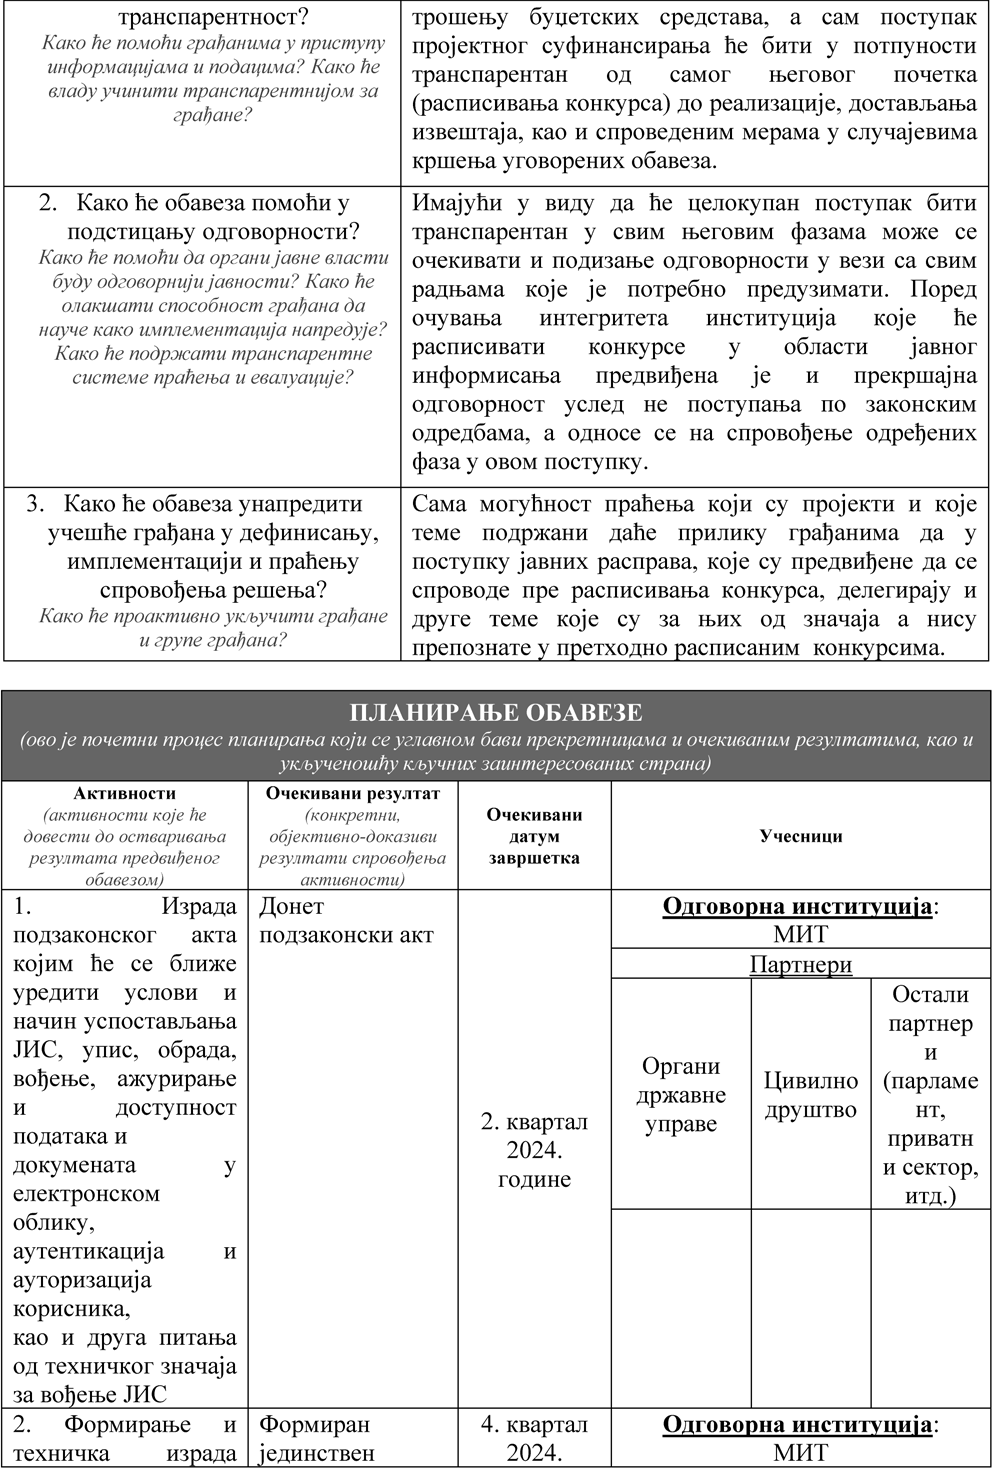 транспарентност?
Како ће помоћи грађанима у приступу
информацијама и подацима? Како ће
владу учинити транспарентнијом за
грађане?
трошењу буџетских средстава, а сам поступак
пројектног суфинансирања ће бити у потпуности
транспарентан од самог његовог почетка
(расписивања конкурса) до реализације, достављања
извештаја, као и спроведеним мерама у случајевима
кршења уговорених обавеза.
2. Како ће обавеза помоћи у
подстицању одговорности?
Како ће помоћи да органи јавне власти
буду одговорнији јавности? Како ће
олакшати способност грађана да
науче како имплементација напредује?
Како ће подржати транспарентне
системе праћења и евалуације?
Имајући у виду да ће целокупан поступак бити
транспарентан у свим његовим фазама може се
очекивати и подизање одговорности у вези са свим
радњама које је потребно предузимати. Поред
очувања интегритета институција које ће
расписивати конкурсе у области јавног
информисања предвиђена је и прекршајна
одговорност услед не поступања по законским
одредбама, а односе се на спровођење одређених
фаза у овом поступку.
3. Како ће обавеза унапредити
учешће грађана у дефинисању,
имплементацији и праћењу
спровођења решења?
Како ће проактивно укључити грађане
и групе грађана?
Сама могућност праћења који су пројекти и које
теме подржани даће прилику грађанима да у
поступку јавних расправа, које су предвиђене да се
спроводе пре расписивања конкурса, делегирају и
друге теме које су за њих од значаја а нису
препознате у претходно расписаним конкурсима.
ПЛАНИРАЊЕ ОБАВЕЗЕ
(ово је почетни процес планирања који се углавном бави прекретницама и очекиваним резултатима, као и
укљученошћу кључних заинтересованих страна)
Активности
(активности које ће
довести до остваривања
резултата предвиђеног
обавезом)
Очекивани резултат
(конкретни,
објективно-доказиви
резултати спровођења
активности)
Очекивани
датум
завршетка
Учесници
1. Израда
подзаконског акта
којим ће се ближе
уредити услови и
начин успостављања
ЈИС, упис, обрада,
вођење, ажурирање
и доступност
података и
докумената у
електронском
облику,
аутентикација и
ауторизација
корисника,
као и друга питања
од техничког значаја
за вођење ЈИС
Донет
подзаконски акт
2. квартал
2024.
године
Одговорна институција:
МИТ
Партнери
Органи
државне
управе
Цивилно
друштво
Остали
партнер
и
(парламе
нт,
приватн
и сектор,
итд.)
2. Формирање и
техничка израда
Формиран
јединствен
4. квартал
2024.
Одговорна институција:
МИТ